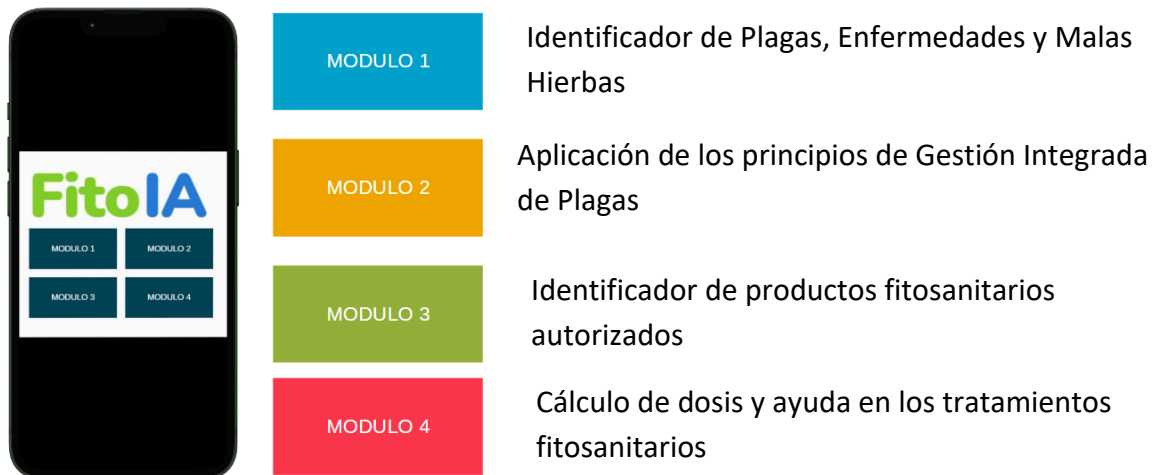 FitoIA
MODULO 1
MODULO 2
MODULO 3
MODULO 4
MODULO 1
Identificador de Plagas, Enfermedades y Malas
Hierbas
MODULO 2
Aplicación de los principios de Gestión Integrada
de Plagas
MODULO 3
Identificador de productos fitosanitarios
autorizados
MODULO 4
Cálculo de dosis y ayuda en los tratamientos
fitosanitarios